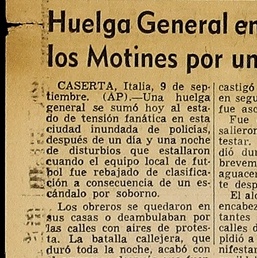 Huelga General en
los Motines por un
CASERTA, Italia, 9 de sep-
tiembre. (AP).—Una huelga
general se sumó hoy al esta-
do de tensión fanática en esta
ciudad inundada de policías,
después de un día y una noche
de disturbios que estallaron
cuando el equipo local de fut-
bol fue rebajado de clasifica-
ción a consecuencia de un es-
cándalo por soborno.
Los obreros se quedaron en
sus casas o deambulaban por
las calles con aires de protes-
ta. La batalla callejera, que
duró toda la noche, acabó con
castigó
en segu
fue asc
Fue
salieron
testar.
dió dur
brevem
aguacer
te desp
El alc
becaron
tantes
calles d
pidió a
nifestan